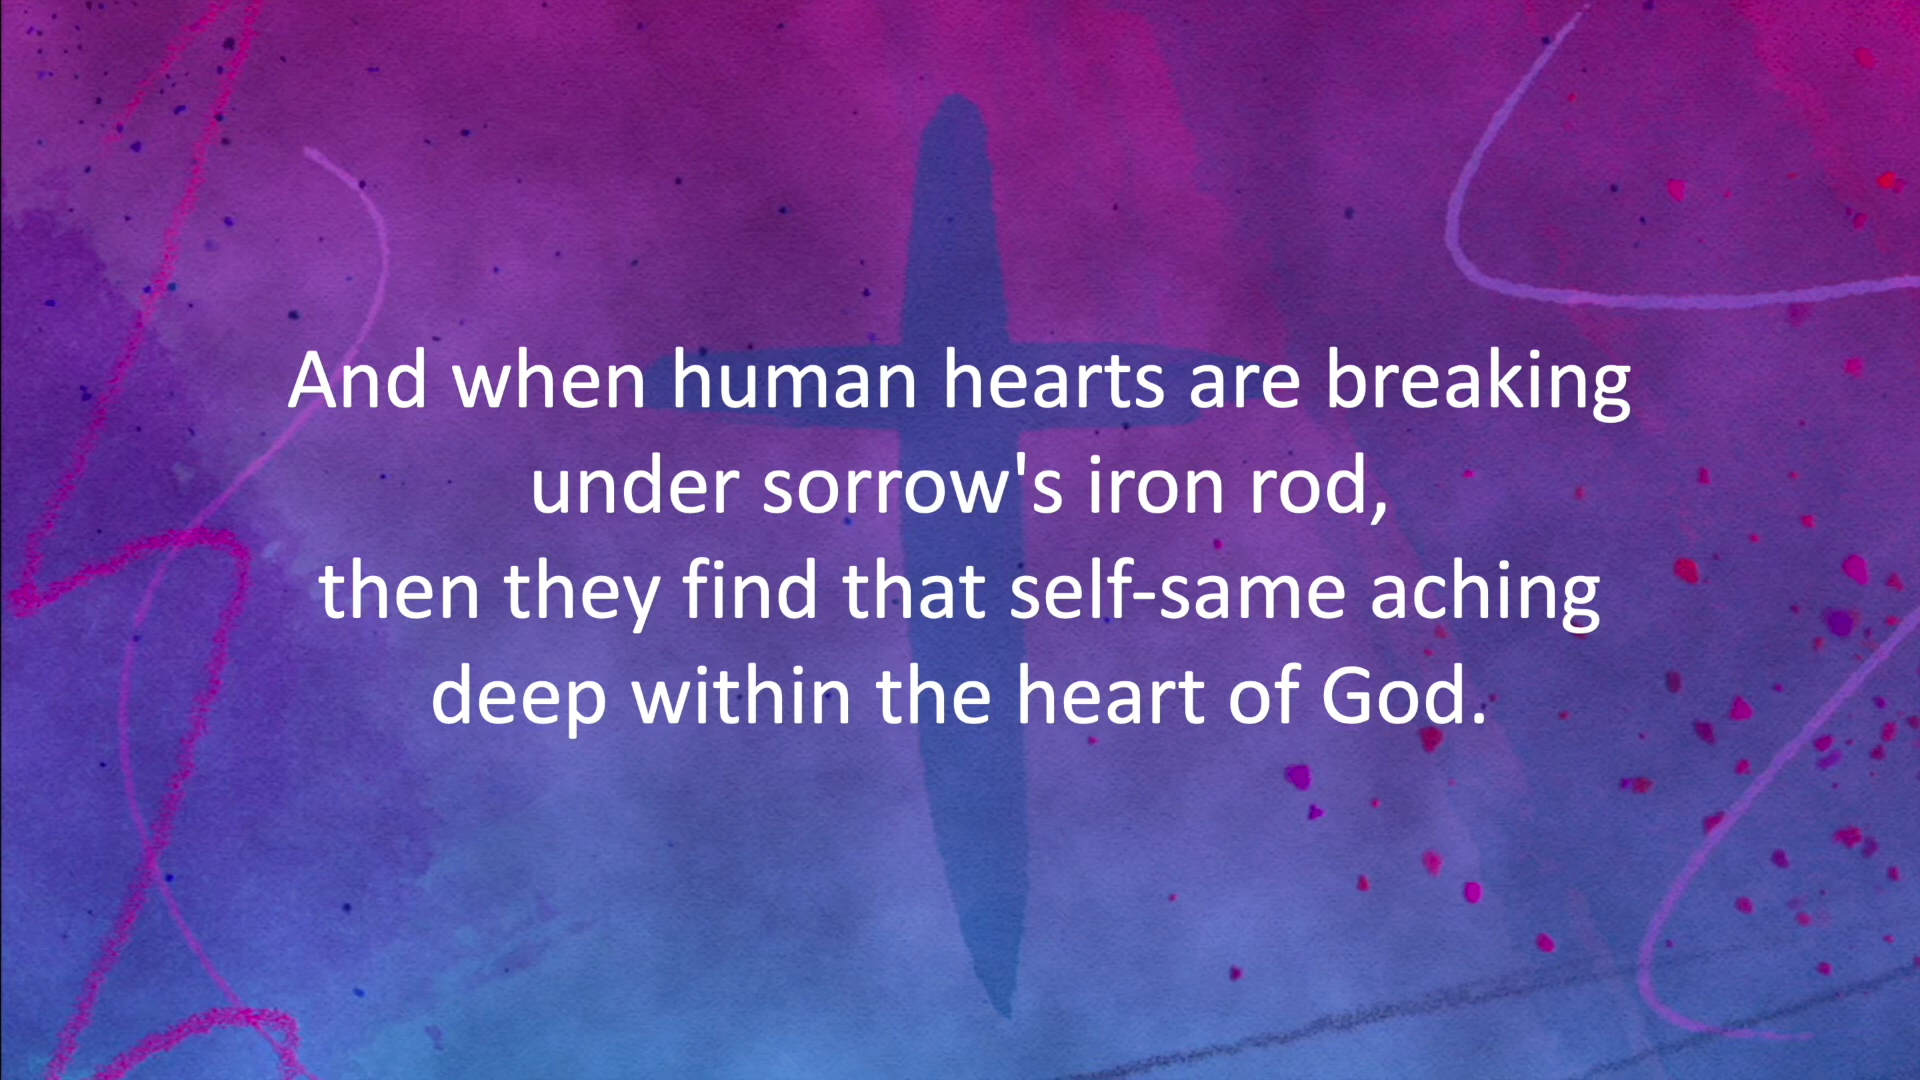 And when human hearts are breaking
under sorrow's iron rod,
then they find that self-same aching
deep within the heart of God.